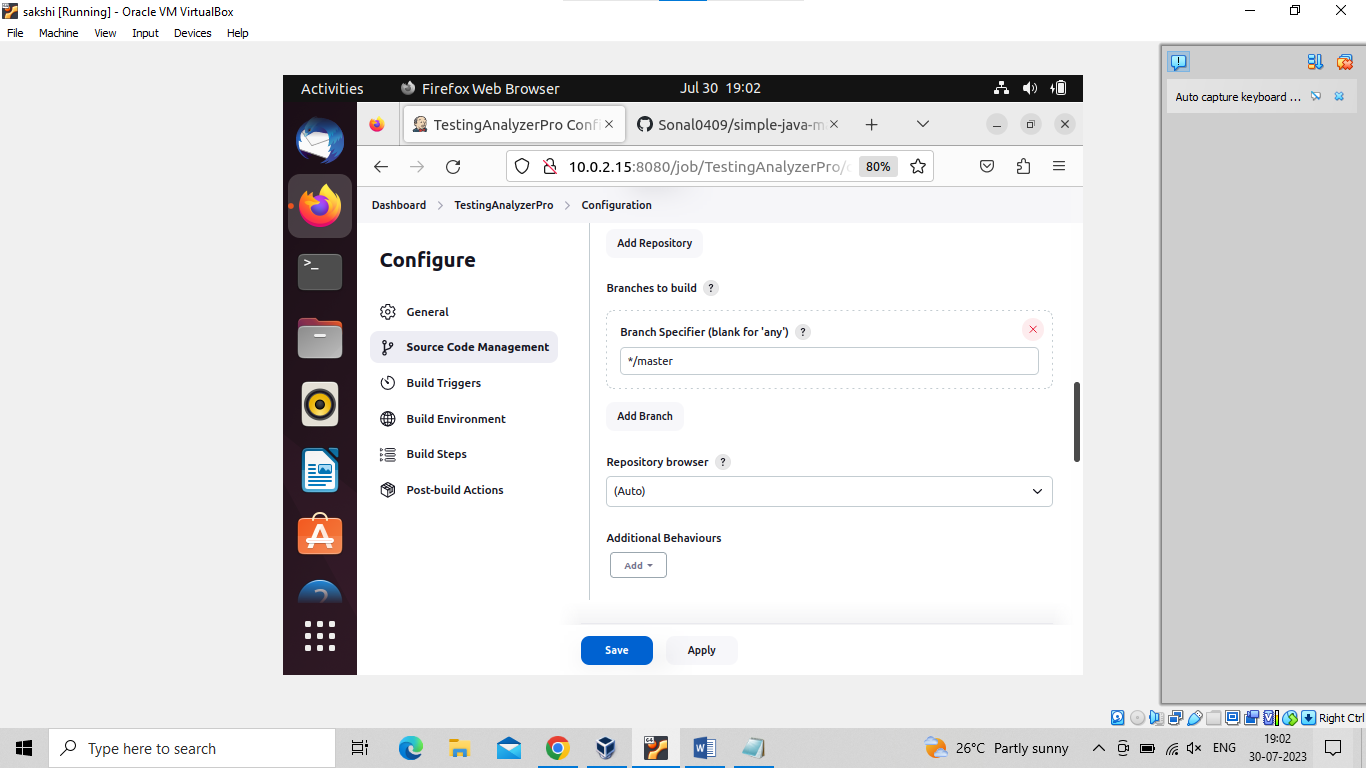 sakshi [Running] - Oracle VM VirtualBox
File Machine View Input Devices Help
Auto capture keyboard ...
Activities Firefox Web Browser Jul 30 19:02
TestingAnalyzerPro Confi
Sonal0409/simple-java-m
10.0.2.15:8080/job/TestingAnalyzerPro/ 80%
Dashboard > TestingAnalyzerPro > Configuration
Configure
General
Source Code Management
Build Triggers
Build Environment
Build Steps
Post-build Actions
Add Repository
Branches to build ?
Branch Specifier (blank for 'any') ?
*/master
Add Branch
Repository browser ?
(Auto)
Additional Behaviours
Add
Save Apply
Right Ctrl
Type here to search
26°C Partly sunny
ENG
19:02
30-07-2023